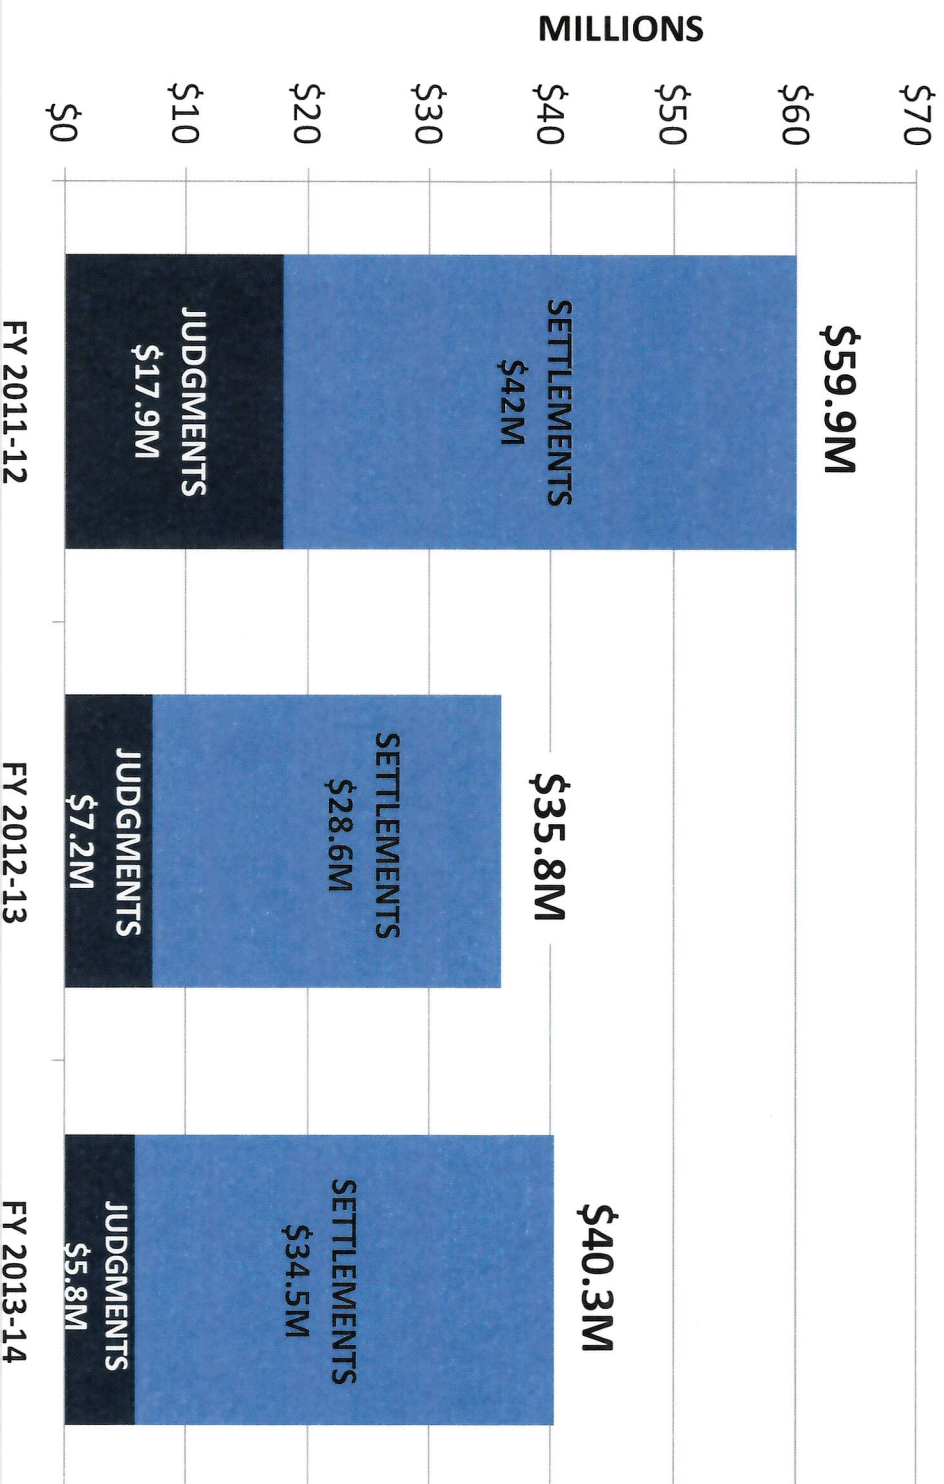 MILLIONS
$70
$60
$50
$40
$30
$20
$10
$0
$59.9M
SETTLEMENTS
$42M
JUDGMENTS
$17.9M
FY 2011-12
$35.8M
SETTLEMENTS
$28.6M
JUDGMENTS
$7.2M
FY 2012-13
$40.3M
SETTLEMENTS
$34.5M
JUDGMENTS
$5.8M
FY 2013-14